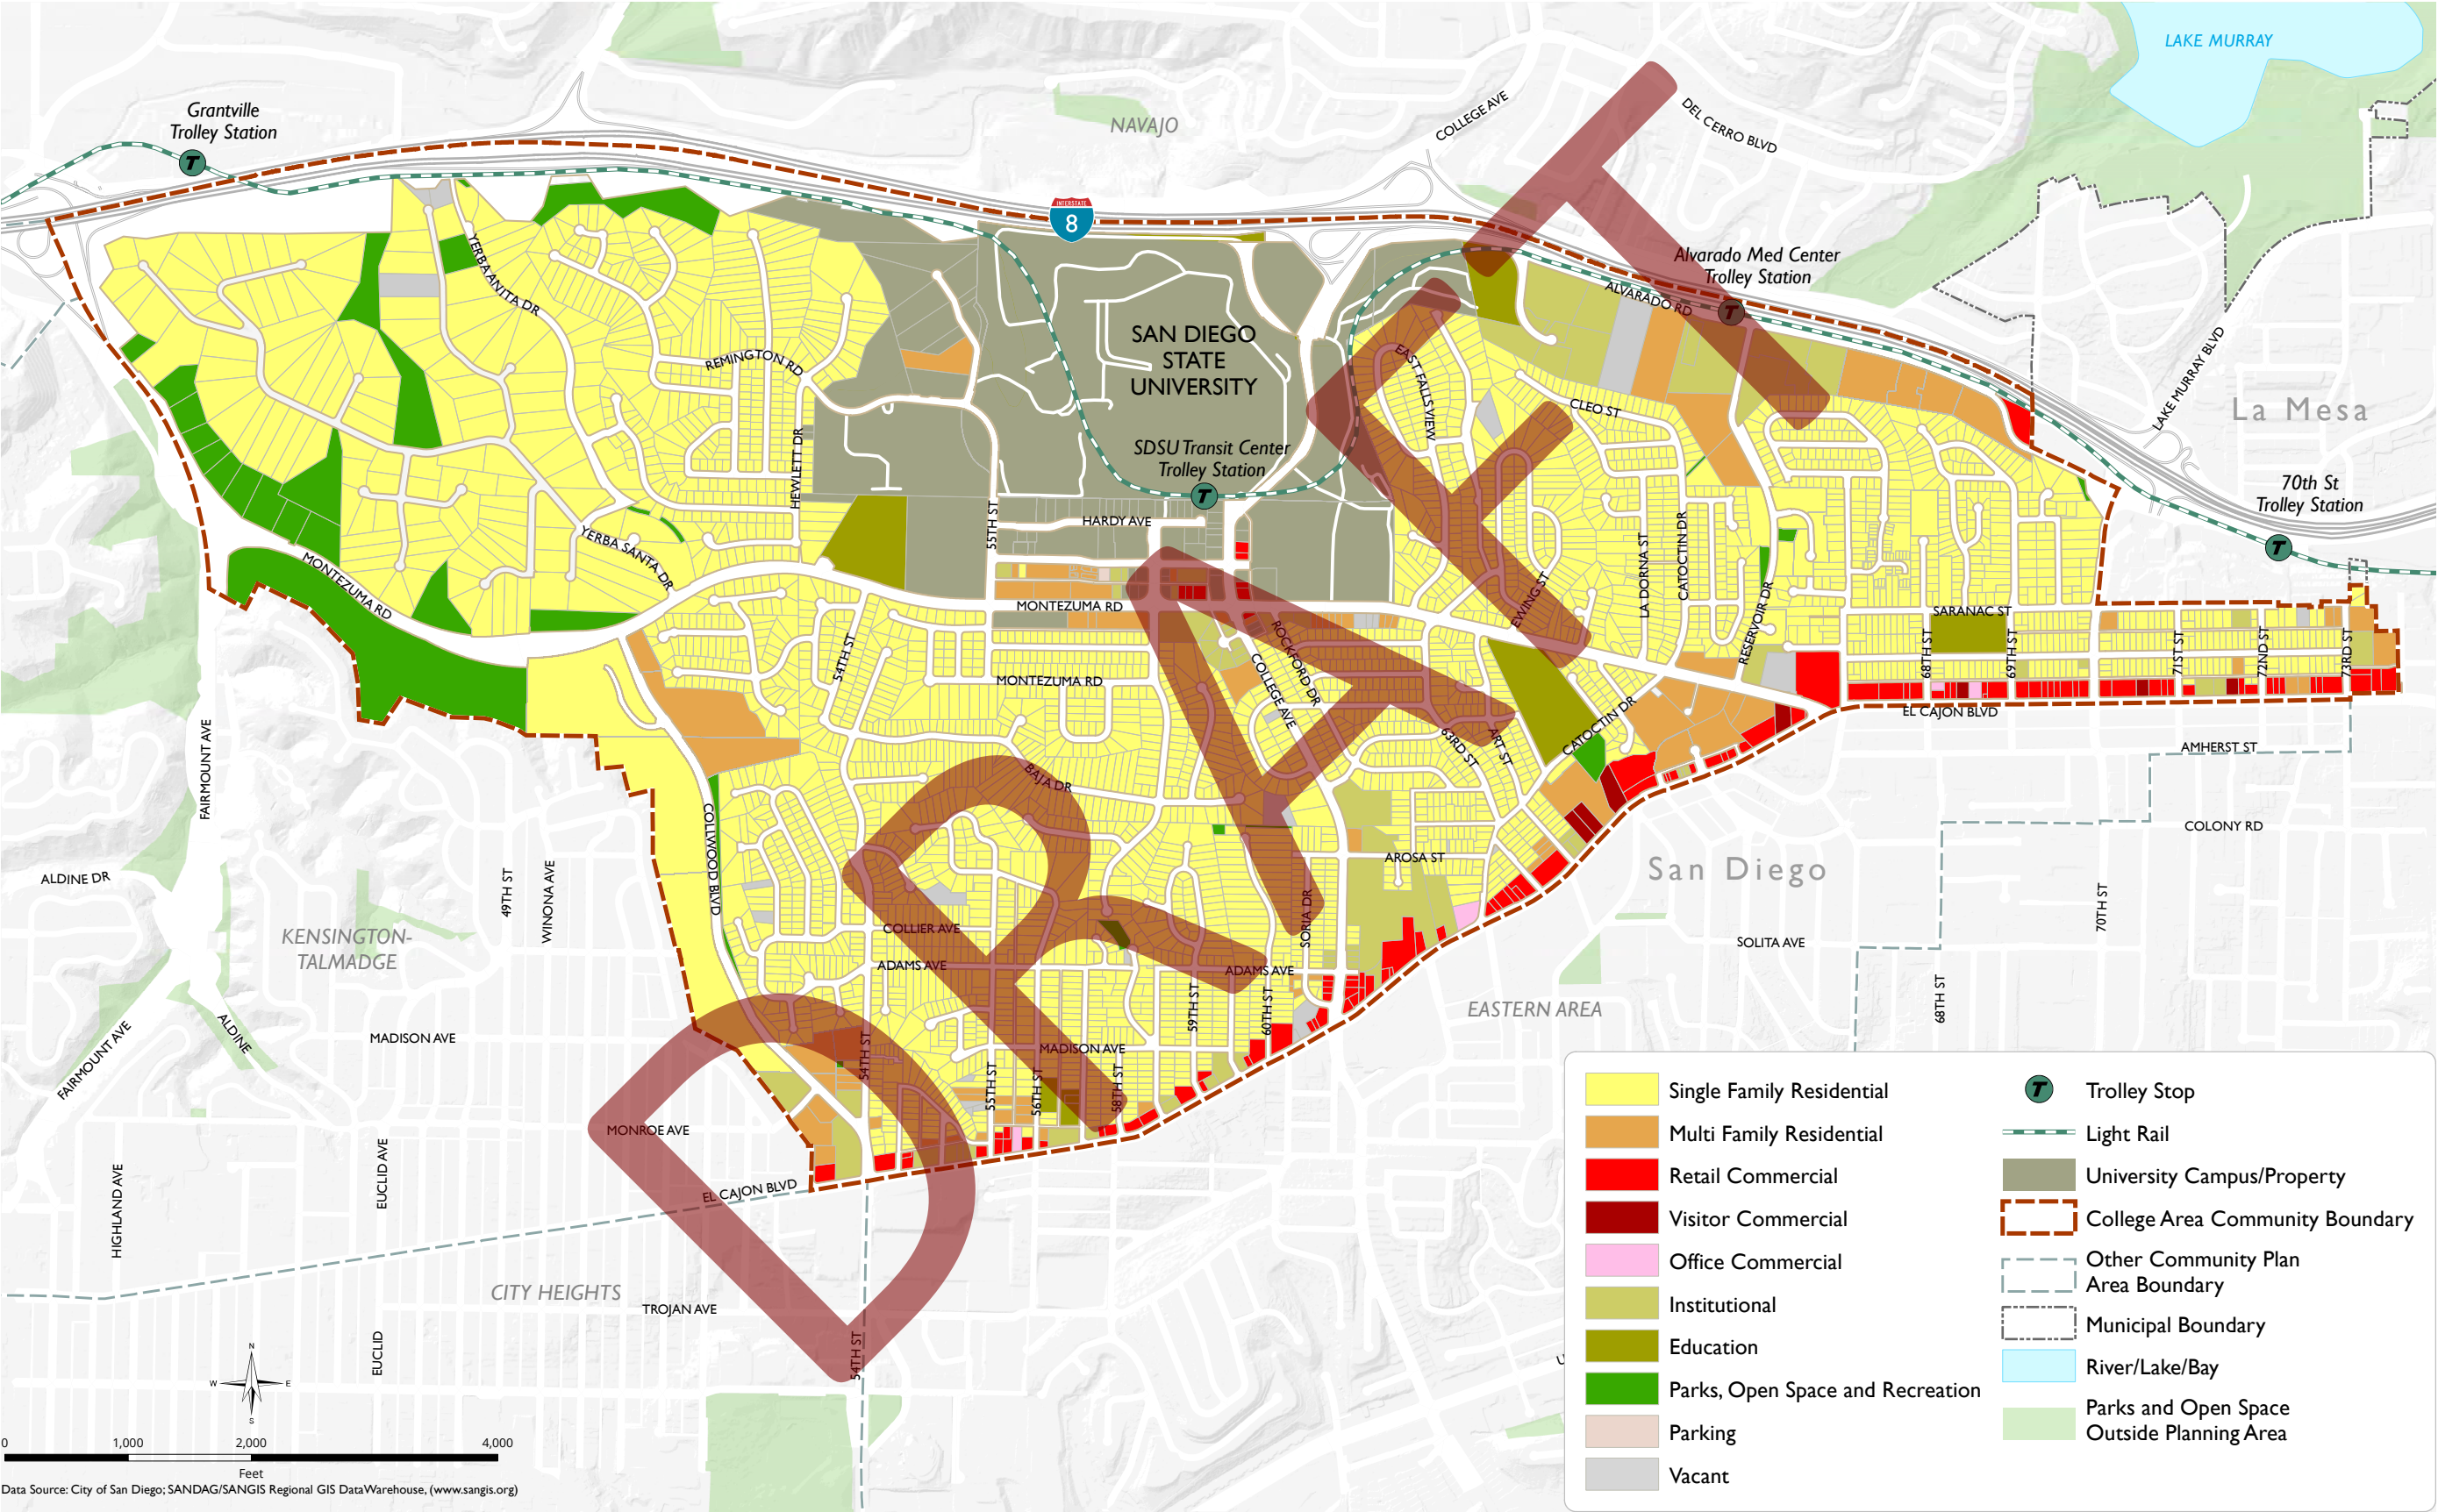 LAKE MURRAY
Grantville
Trolley Station
NAVAJO
COLLEGE AVE
DEL CERRO BLVD
INTERSTATE
8
Alvarado Med Center
Trolley Station
ALVARADO RD
YERBA ANITA DR
REMINGTON RD
SAN DIEGO
STATE
UNIVERSITY
EAST FALLS VIEW
CLEO ST
LAKE MURRAY BLVD
La Mesa
HEWLETT DR
SDSU Transit Center
Trolley Station
70th St
Trolley Station
55TH ST
HARDY AVE
LA DORNA ST
CATOCTIN DR
YERBA SANTA DR
MONTEZUMA RD
MONTEZUMA RD
EWING ST
RESERVOIR DR
SARANAC ST
54TH ST
ROCKFORD DR
COLLEGE AVE
MONTEZUMA RD
68TH ST
69TH ST
71ST ST
72ND ST
73RD ST
EL CAJON BLVD
FAIRMOUNT AVE
63RD ST
ART ST
CATOCTIN DR
AMHERST ST
BAJA DR
COLLWOOD BLVD
COLONY RD
AROSA ST
San Diego
ALDINE DR
49TH ST
WINONA AVE
KENSINGTON-
TALMADGE
COLLIER AVE
SORIA DR
70TH ST
SOLITA AVE
ADAMS AVE
ADAMS AVE
68TH ST
EASTERN AREA
59TH ST
60TH ST
FAIRMOUNT AVE
ALDINE
MADISON AVE
54TH ST
MADISON AVE
55TH ST
56TH ST
58TH ST
MONROE AVE
HIGHLAND AVE
EUCLID AVE
EL CAJON BLVD
CITY HEIGHTS
TROJAN AVE
EUCLID
54TH ST
DRAFT
Single Family Residential
Multi Family Residential
Retail Commercial
Visitor Commercial
Office Commercial
Institutional
Education
Parks, Open Space and Recreation
Parking
Vacant
T
Trolley Stop
Light Rail
University Campus/Property
College Area Community Boundary
Other Community Plan
Area Boundary
Municipal Boundary
River/Lake/Bay
Parks and Open Space
Outside Planning Area
N
W E
S
0 1,000 2,000 4,000
Feet
Data Source: City of San Diego; SANDAG/SANGIS Regional GIS DataWarehouse, (www.sangis.org)